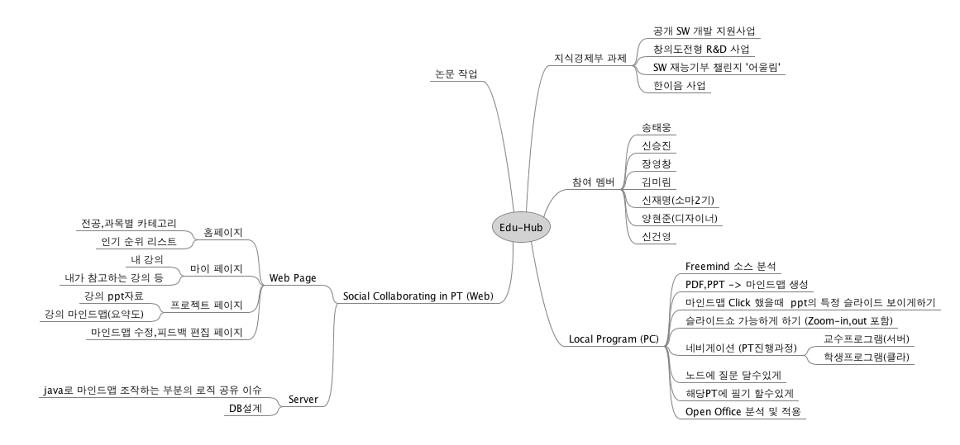 Edu-Hub
지식경제부 과제
공개 SW 개발 지원사업
창의도전형 R&D 사업
SW 재능기부 챌린지 '어울림'
한이음 사업
참여 멤버
송태웅
신승진
장영창
김미림
신재명(소마2기)
양현준(디자이너)
신건영
Local Program (PC)
Freemind 소스 분석
PDF,PPT -> 마인드맵 생성
마인드맵 Click 했을때 ppt의 특정 슬라이드 보이게하기
슬라이드쇼 가능하게 하기 (Zoom-in,out 포함)
네비게이션 (PT진행과정)
교수프로그램(서버)
학생프로그램(클라)
노드에 질문 달수있게
해당PT에 필기 할수있게
Open Office 분석 및 적용
논문 작업
Social Collaborating in PT (Web)
Web Page
홈페이지
전공,과목별 카테고리
인기 순위 리스트
마이 페이지
내 강의
내가 참고하는 강의 등
프로젝트 페이지
강의 ppt자료
강의 마인드맵(요약도)
마인드맵 수정,피드백 편집 페이지
Server
java로 마인드맵 조작하는 부분의 로직 공유 이슈
DB설계